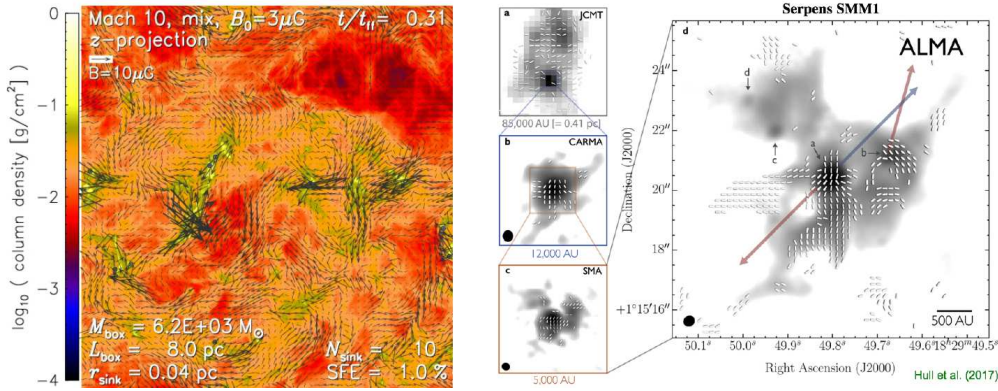 Mach 10, mix, B₀=3μG t/t_ff = 0.31
z-projection
B=10μG
0
-1
-2
-3
-4
log₁₀ ( column density [g/cm²] )
M_box = 6.2E+03 M_⊙
L_box = 8.0 pc
r_sink = 0.04 pc
N_sink = 10
SFE = 1.0 %
a
JCMT
85,000 AU [= 0.41 pc]
b
CARMA
12,000 AU
c
SMA
5,000 AU
Serpens SMM1
d
ALMA
d
c
a
b
24″
22″
20″
18″
+1°15′16″
Declination (J2000)
500 AU
50.1ˢ 50.0ˢ 49.9ˢ 49.8ˢ 49.7ˢ 49.6ˢ 18ʰ29ᵐ49.5ˢ
Right Ascension (J2000)
Hull et al. (2017)